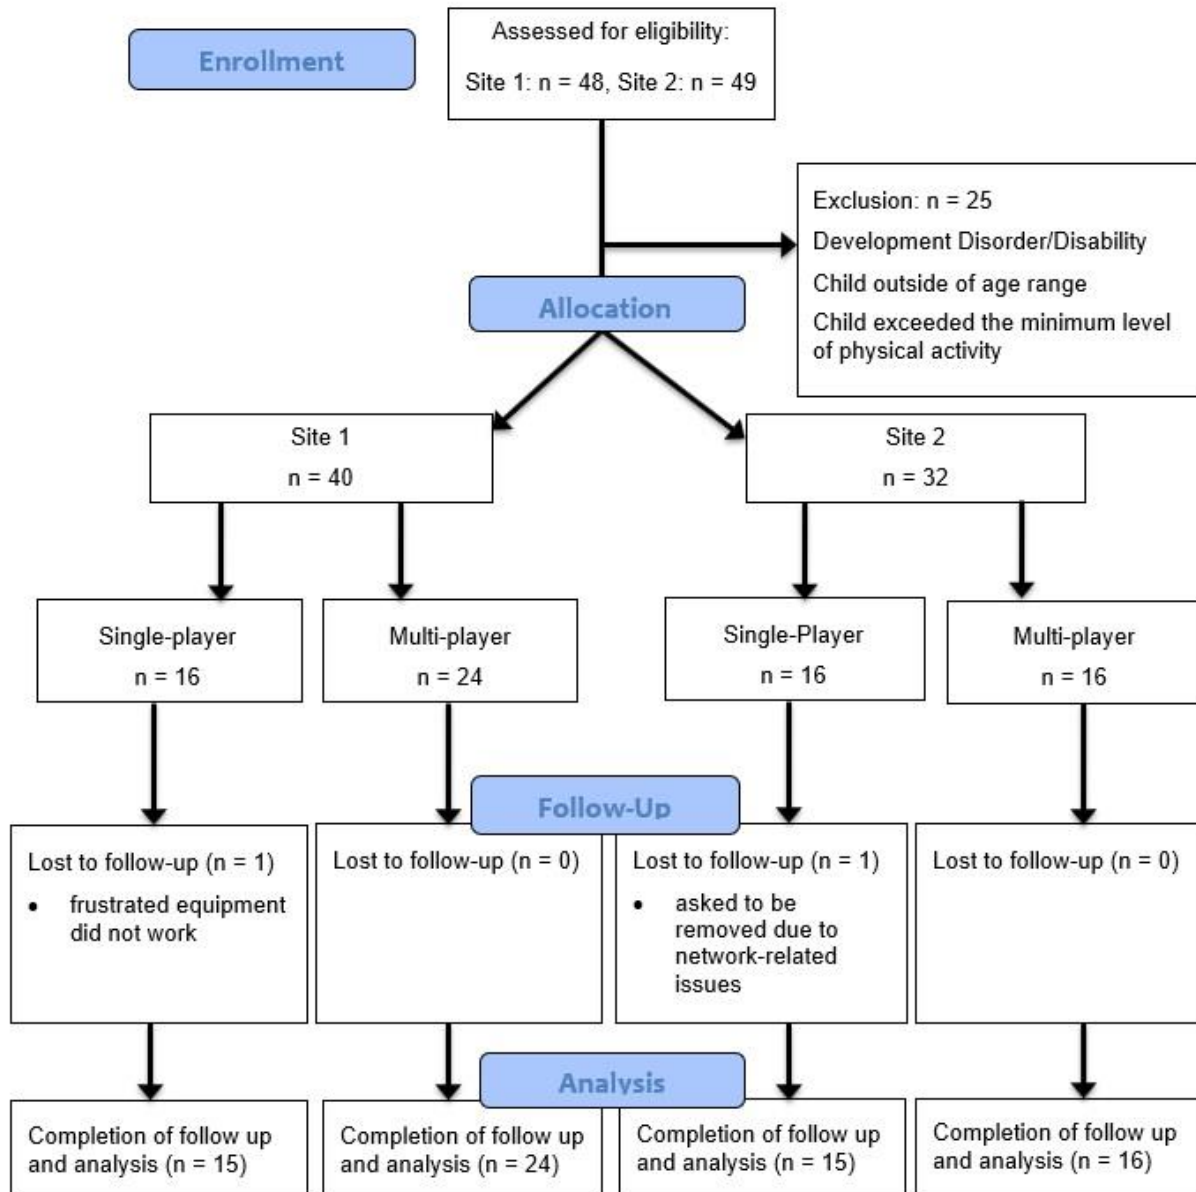 Enrollment
Assessed for eligibility:
Site 1: n = 48, Site 2: n = 49
Exclusion: n = 25
Development Disorder/Disability
Child outside of age range
Child exceeded the minimum level
of physical activity
Allocation
Site 1
n = 40
Site 2
n = 32
Single-player
n = 16
Multi-player
n = 24
Single-Player
n = 16
Multi-player
n = 16
Follow-Up
Lost to follow-up (n = 1)
• frustrated equipment
did not work
Lost to follow-up (n = 0)
Lost to follow-up (n = 1)
• asked to be
removed due to
network-related
issues
Lost to follow-up (n = 0)
Analysis
Completion of follow up
and analysis (n = 15)
Completion of follow up
and analysis (n = 24)
Completion of follow up
and analysis (n = 15)
Completion of follow up
and analysis (n = 16)